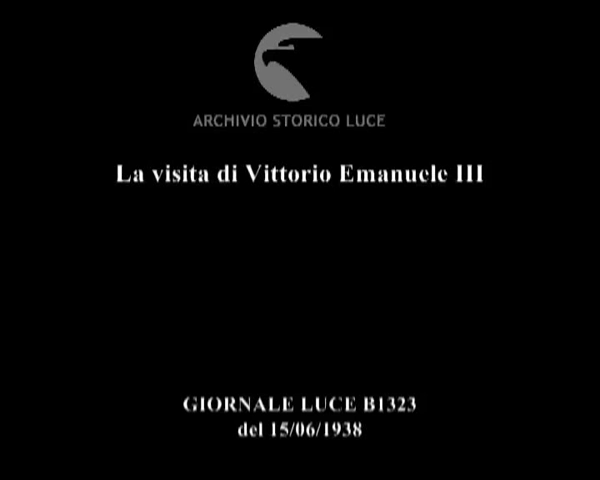 ARCHIVIO STORICO LUCE
La visita di Vittorio Emanuele III
GIORNALE LUCE B1323
del 15/06/1938